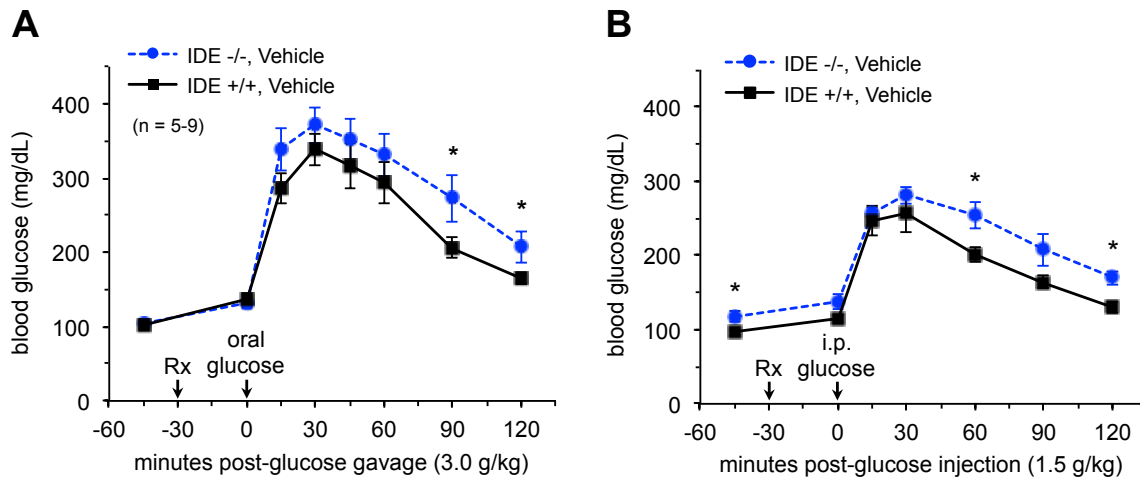 A
IDE -/-, Vehicle
IDE +/+, Vehicle
(n = 5-9)
blood glucose (mg/dL)
400
300
200
100
0
*
*
Rx
oral
glucose
-60 -30 0 30 60 90 120
minutes post-glucose gavage (3.0 g/kg)
B
IDE -/-, Vehicle
IDE +/+, Vehicle
blood glucose (mg/dL)
400
300
200
100
0
*
*
*
Rx
i.p.
glucose
-60 -30 0 30 60 90 120
minutes post-glucose injection (1.5 g/kg)